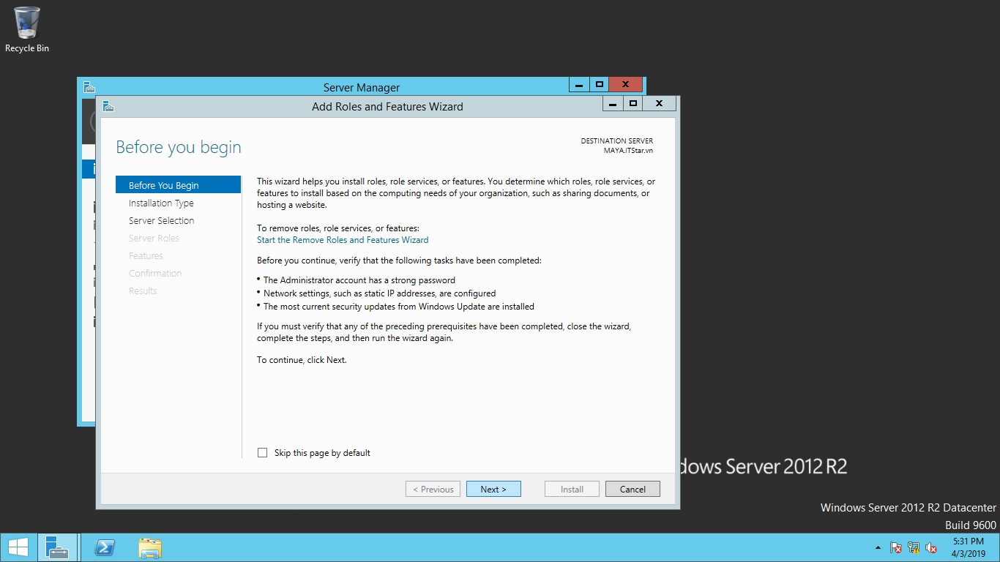 Recycle Bin
Server Manager
Add Roles and Features Wizard
Before you begin
DESTINATION SERVER
MAYA.ITStar.vn
Before You Begin
Installation Type
Server Selection
Server Roles
Features
Confirmation
Results
This wizard helps you install roles, role services, or features. You determine which roles, role services, or
features to install based on the computing needs of your organization, such as sharing documents, or
hosting a website.
To remove roles, role services, or features:
Start the Remove Roles and Features Wizard
Before you continue, verify that the following tasks have been completed:
• The Administrator account has a strong password
• Network settings, such as static IP addresses, are configured
• The most current security updates from Windows Update are installed
If you must verify that any of the preceding prerequisites have been completed, close the wizard,
complete the steps, and then run the wizard again.
To continue, click Next.
Skip this page by default
< Previous
Next >
Install
Cancel
dows Server 2012 R2
Windows Server 2012 R2 Datacenter
Build 9600
5:31 PM
4/3/2019